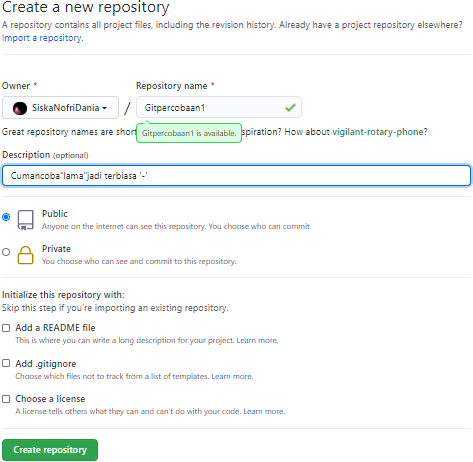 Create a new repository
A repository contains all project files, including the revision history. Already have a project repository elsewhere?
Import a repository.
Owner *
Repository name *
SiskaNofriDania
/
Gitpercobaan1
Great repository names are short
Gitpercobaan1 is available.
spiration? How about vigilant-rotary-phone?
Description (optional)
Cumancoba"lama"jadi terbiasa '-'
Public
Anyone on the internet can see this repository. You choose who can commit.
Private
You choose who can see and commit to this repository.
Initialize this repository with:
Skip this step if you're importing an existing repository.
Add a README file
This is where you can write a long description for your project. Learn more.
Add .gitignore
Choose which files not to track from a list of templates. Learn more.
Choose a license
A license tells others what they can and can't do with your code. Learn more.
Create repository